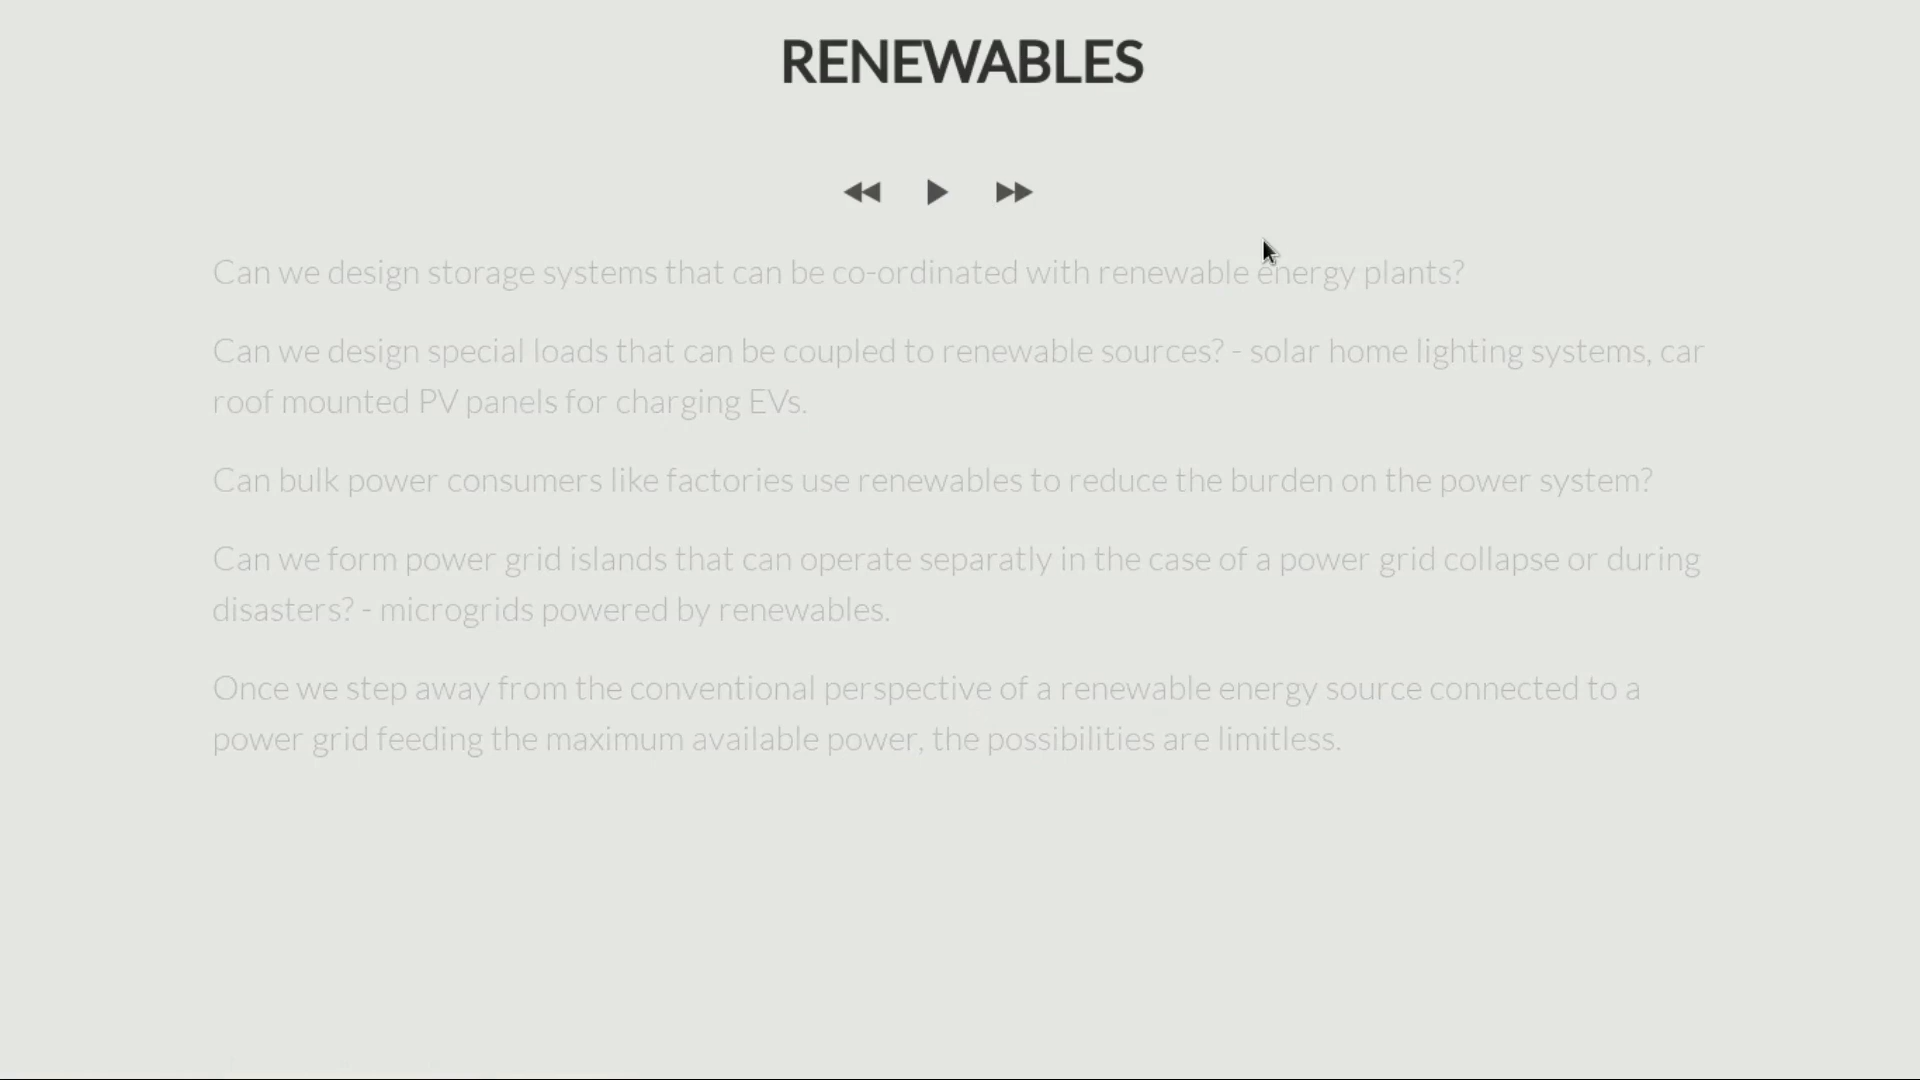 RENEWABLES
Can we design storage systems that can be co-ordinated with renewable energy plants?
Can we design special loads that can be coupled to renewable sources? - solar home lighting systems, car
roof mounted PV panels for charging EVs.
Can bulk power consumers like factories use renewables to reduce the burden on the power system?
Can we form power grid islands that can operate separatly in the case of a power grid collapse or during
disasters? - microgrids powered by renewables.
Once we step away from the conventional perspective of a renewable energy source connected to a
power grid feeding the maximum available power, the possibilities are limitless.